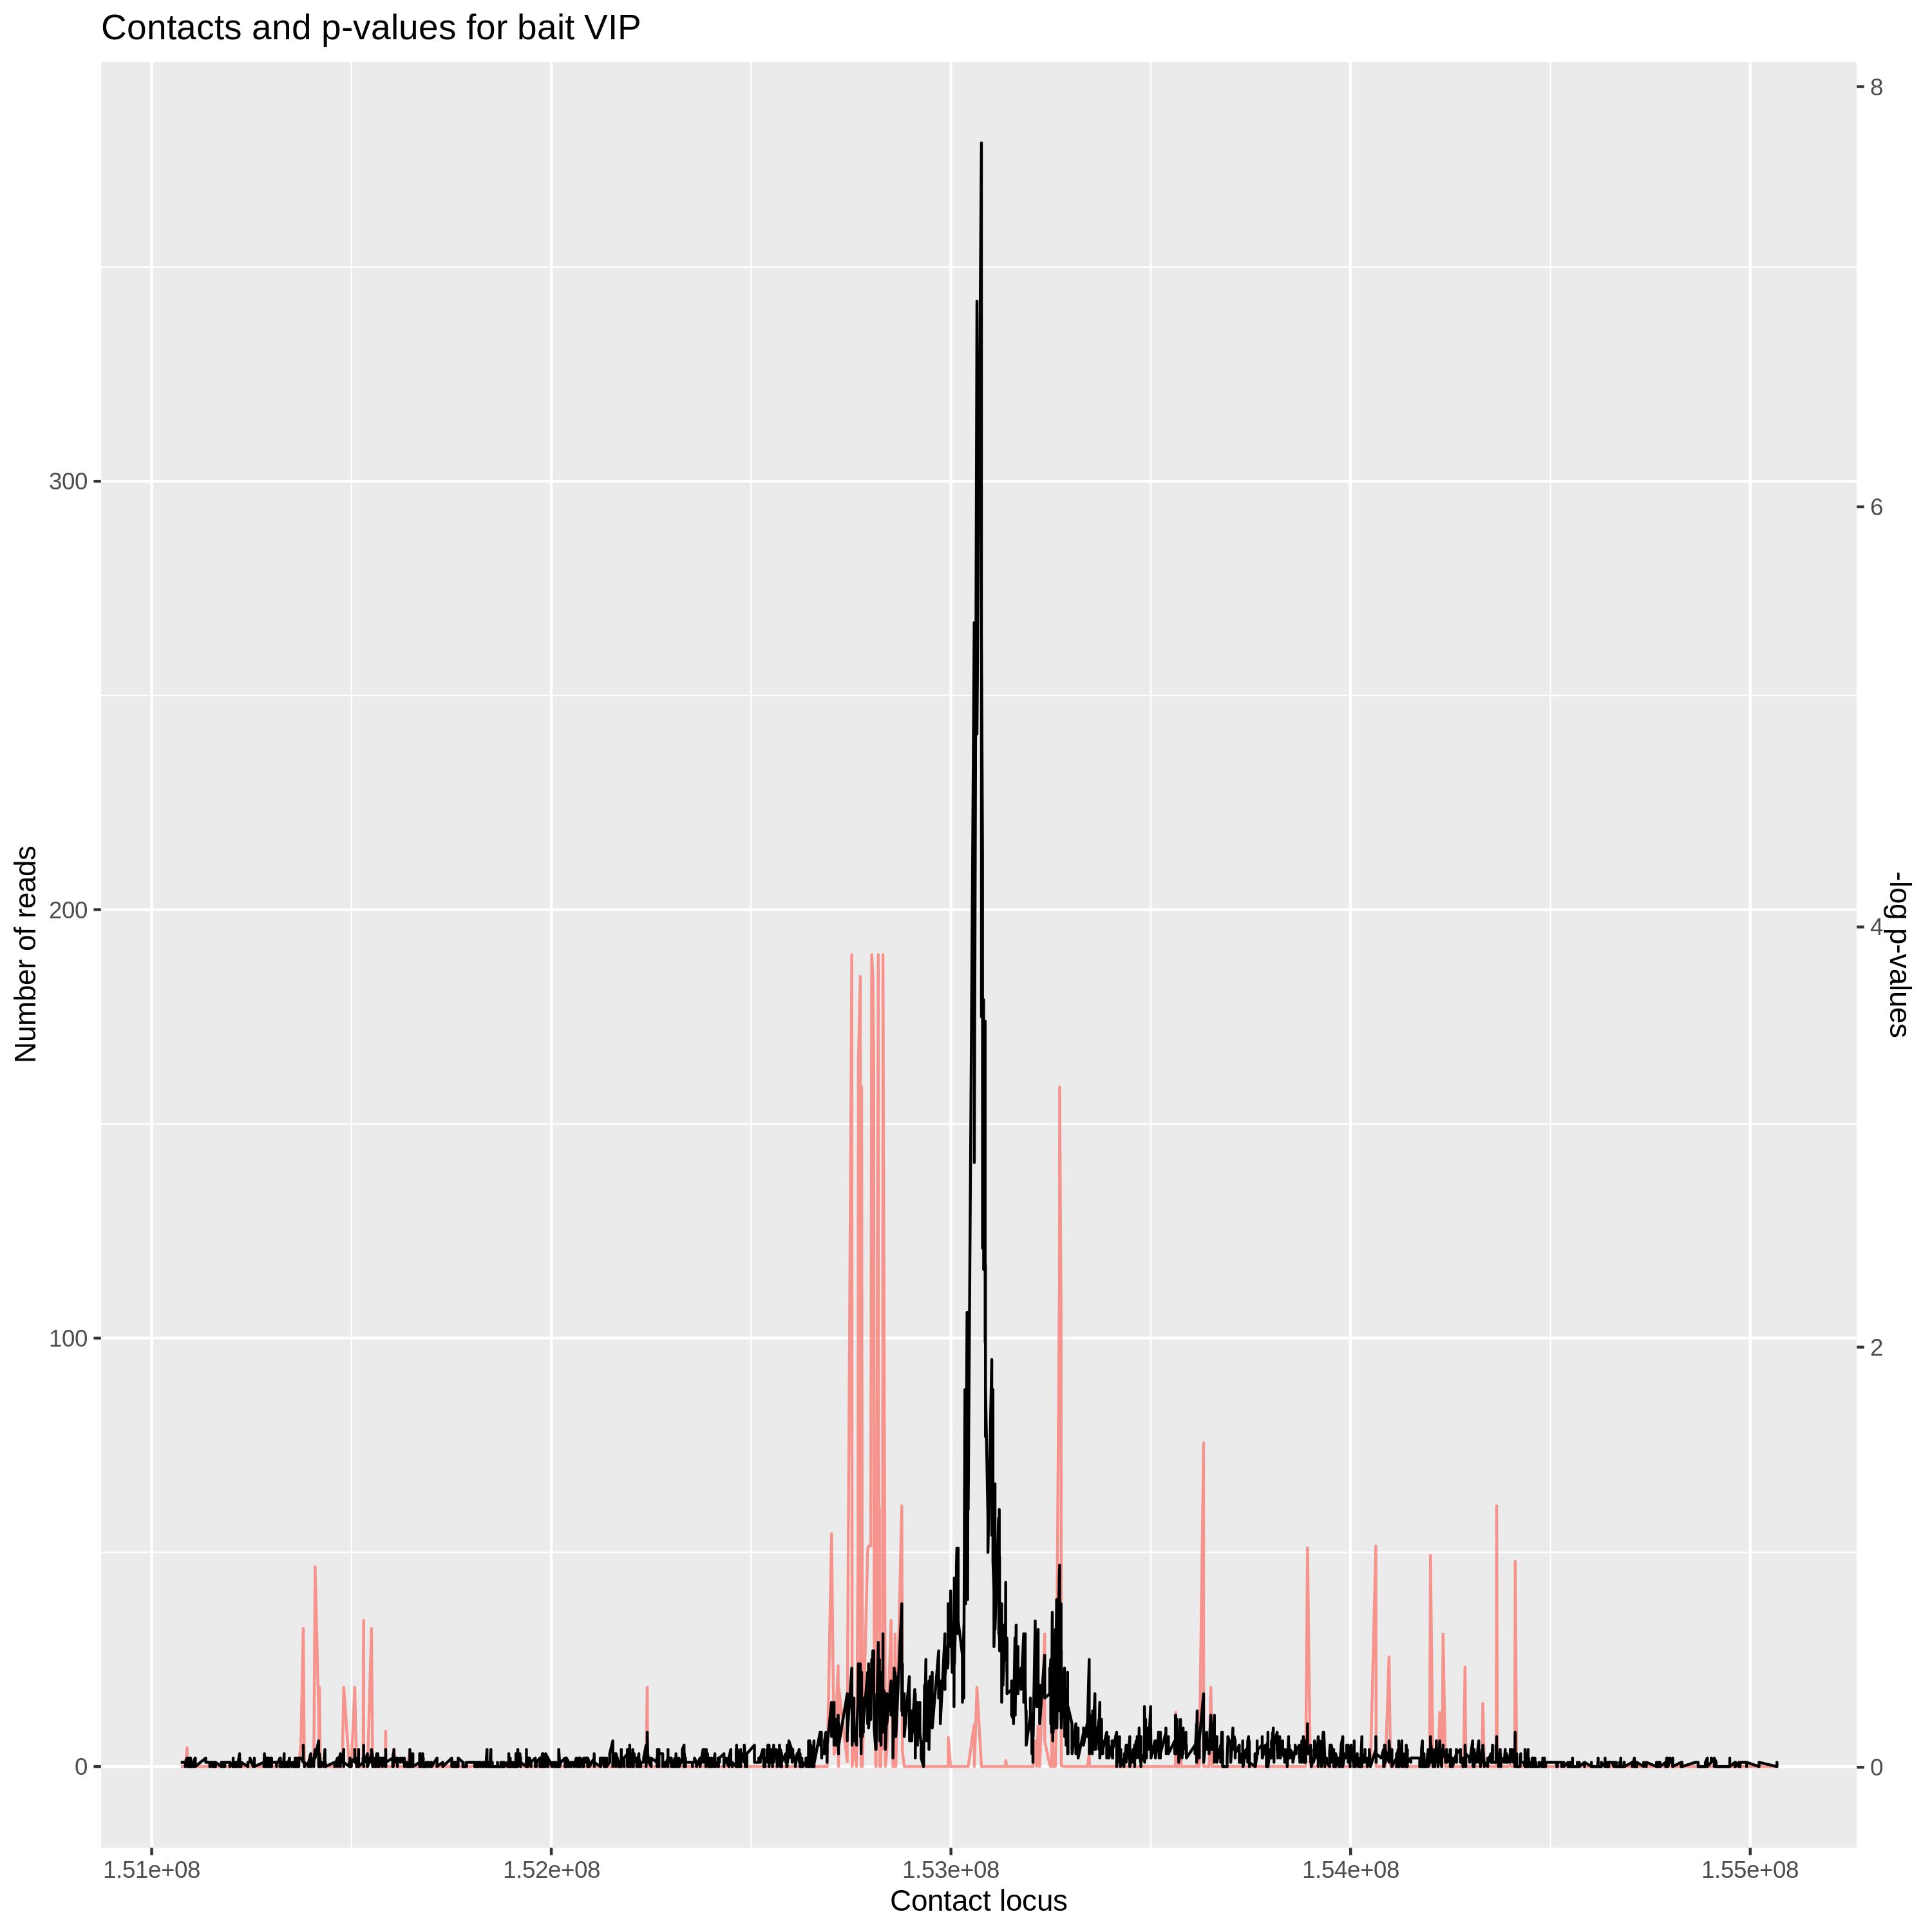 Contacts and p-values for bait VIP
8
300
6
200
4
100
2
0
0
Number of reads
-log p-values
1.51e+08
1.52e+08
1.53e+08
1.54e+08
1.55e+08
Contact locus